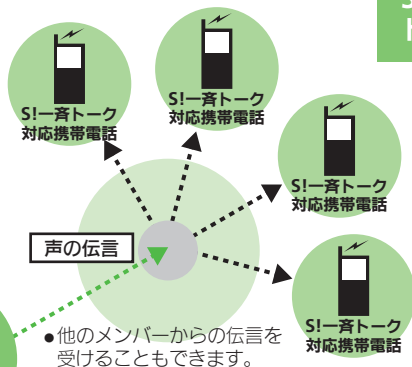 S!一斉トーク
対応携帯電話
S!一斉トーク
対応携帯電話
S!一斉トーク
対応携帯電話
声の伝言
S!一斉トーク
対応携帯電話
●他のメンバーからの伝言を
受けることもできます。